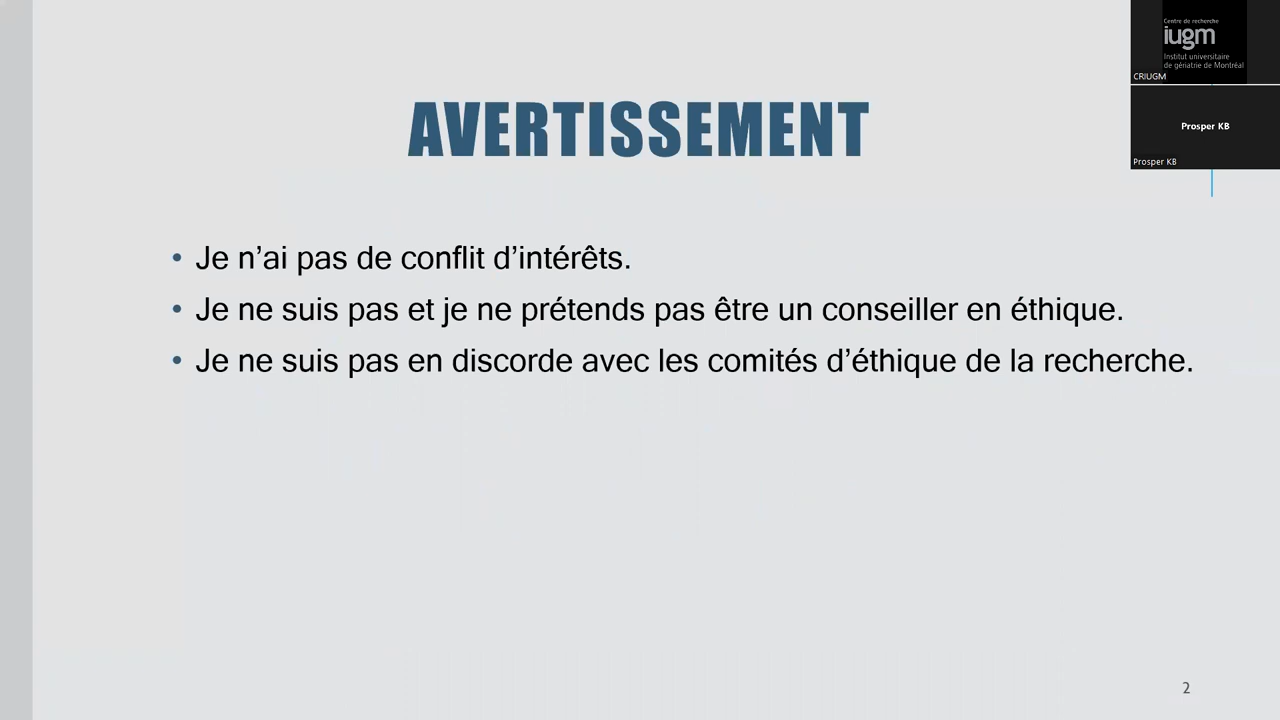 Centre de recherche
iugm
Institut universitaire
de gériatrie de Montréal
CRIUGM
Prosper KB
Prosper KB
AVERTISSEMENT
• Je n’ai pas de conflit d’intérêts.
• Je ne suis pas et je ne prétends pas être un conseiller en éthique.
• Je ne suis pas en discorde avec les comités d’éthique de la recherche.
2